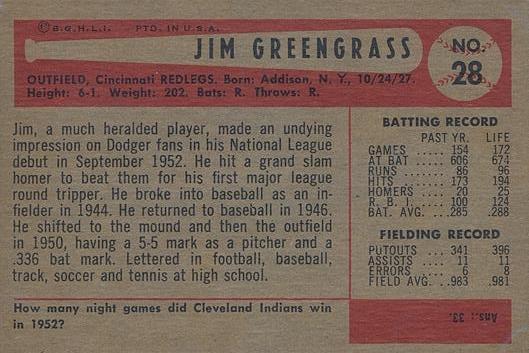 ©B.G.H.L.I. - PTD. IN U.S.A.
JIM GREENGRASS
NO.
28
OUTFIELD, Cincinnati REDLEGS. Born: Addison, N. Y., 10/24/27.
Height: 6-1. Weight: 202. Bats: R. Throws: R.
Jim, a much heralded player, made an undying
impression on Dodger fans in his National League
debut in September 1952. He hit a grand slam
homer to beat them for his first major league
round tripper. He broke into baseball as an in-
fielder in 1944. He returned to baseball in 1946.
He shifted to the mound and then the outfield
in 1950, having a 5-5 mark as a pitcher and a
.336 bat mark. Lettered in football, baseball,
track, soccer and tennis at high school.
How many night games did Cleveland Indians win
in 1952?
BATTING RECORD
PAST YR. LIFE
GAMES ..... 154 172
AT BAT ..... 606 674
RUNS ..... 86 96
HITS ..... 173 194
HOMERS .... 20 25
R. B. I. .... 100 124
BAT. AVG. ...285 .288
FIELDING RECORD
PUTOUTS .... 341 396
ASSISTS .... 11 11
ERRORS .... 6 8
FIELD AVG. ..983 .981
Ans.: 33.